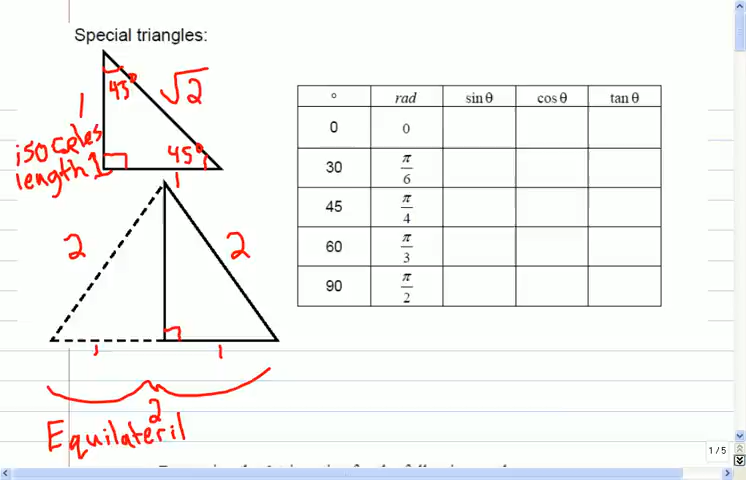 Special triangles:
45°
√2
1
isoceles
length 1
45°
1
2
2
1
1
2
Equilateril
° rad sin θ cos θ tan θ
0 0
30 π/6
45 π/4
60 π/3
90 π/2
1 / 5